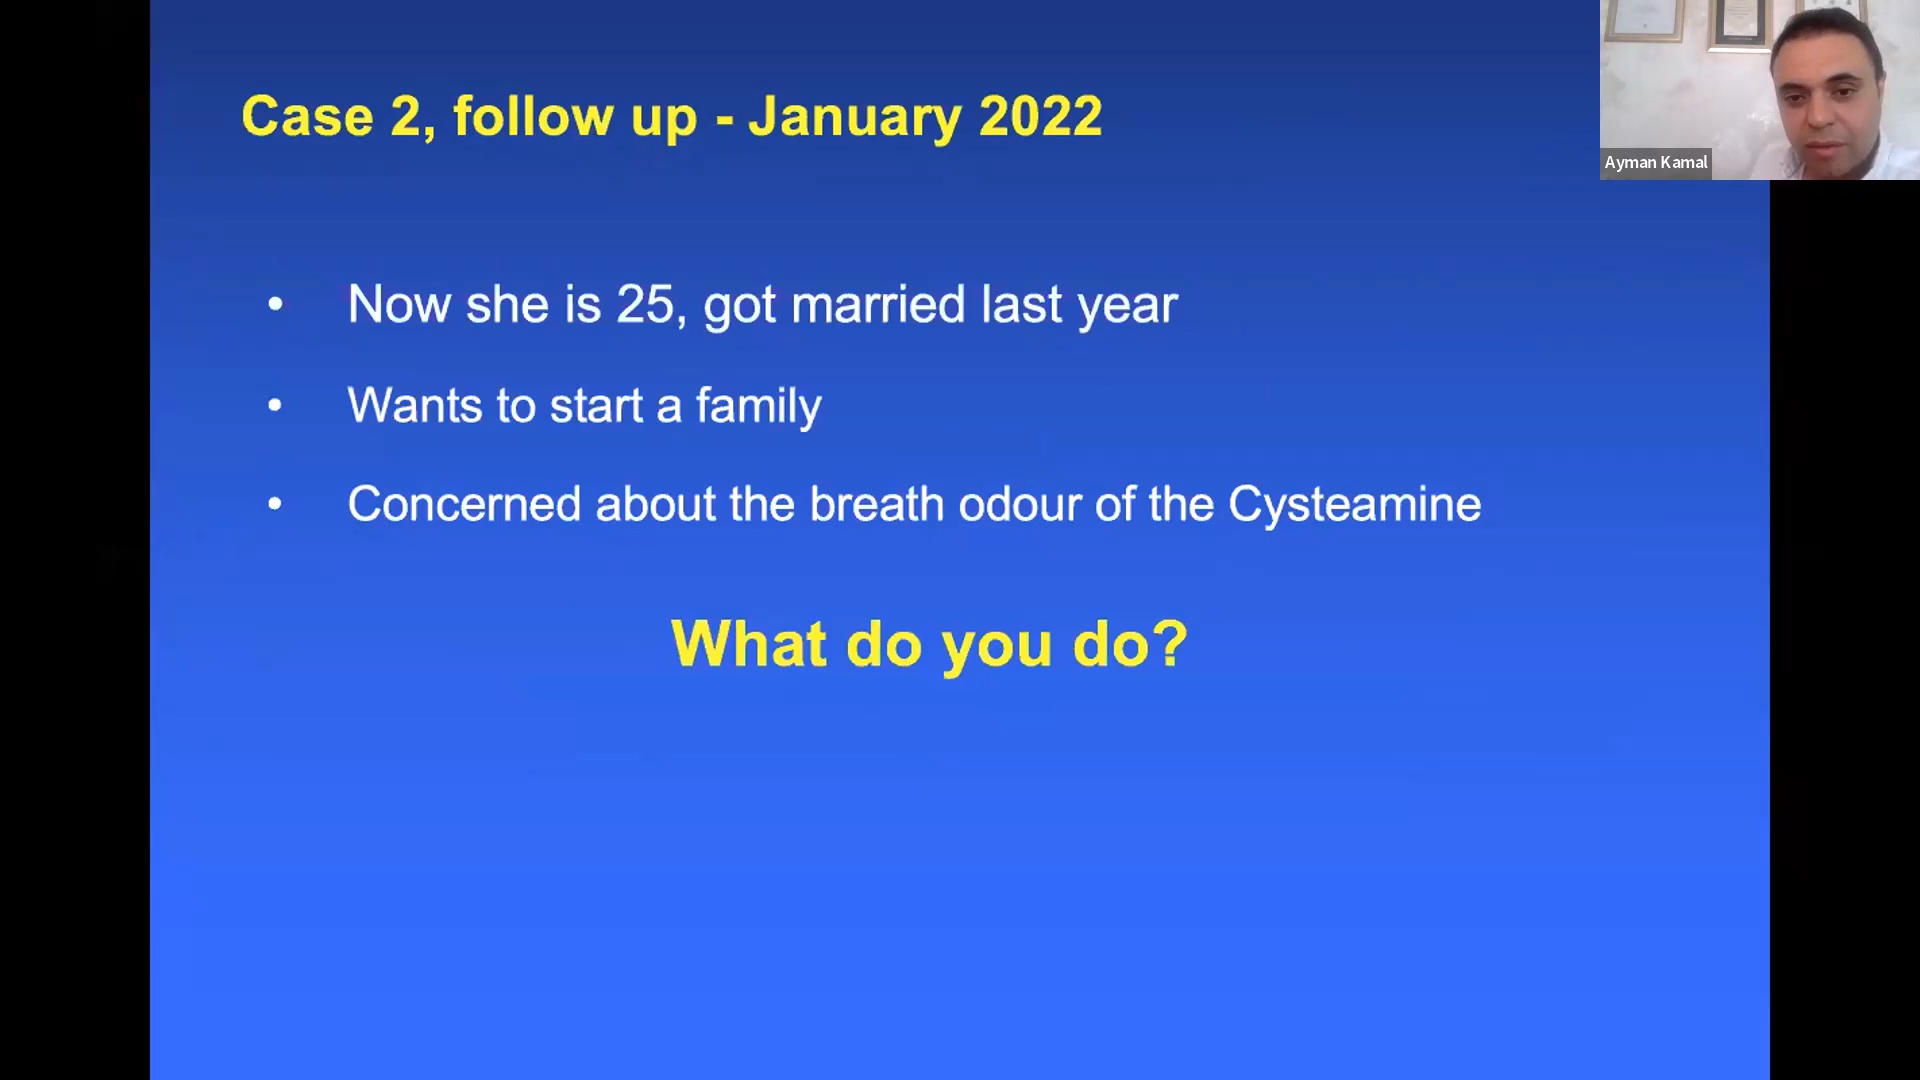 Case 2, follow up - January 2022
Ayman Kamal
• Now she is 25, got married last year
• Wants to start a family
• Concerned about the breath odour of the Cysteamine
What do you do?